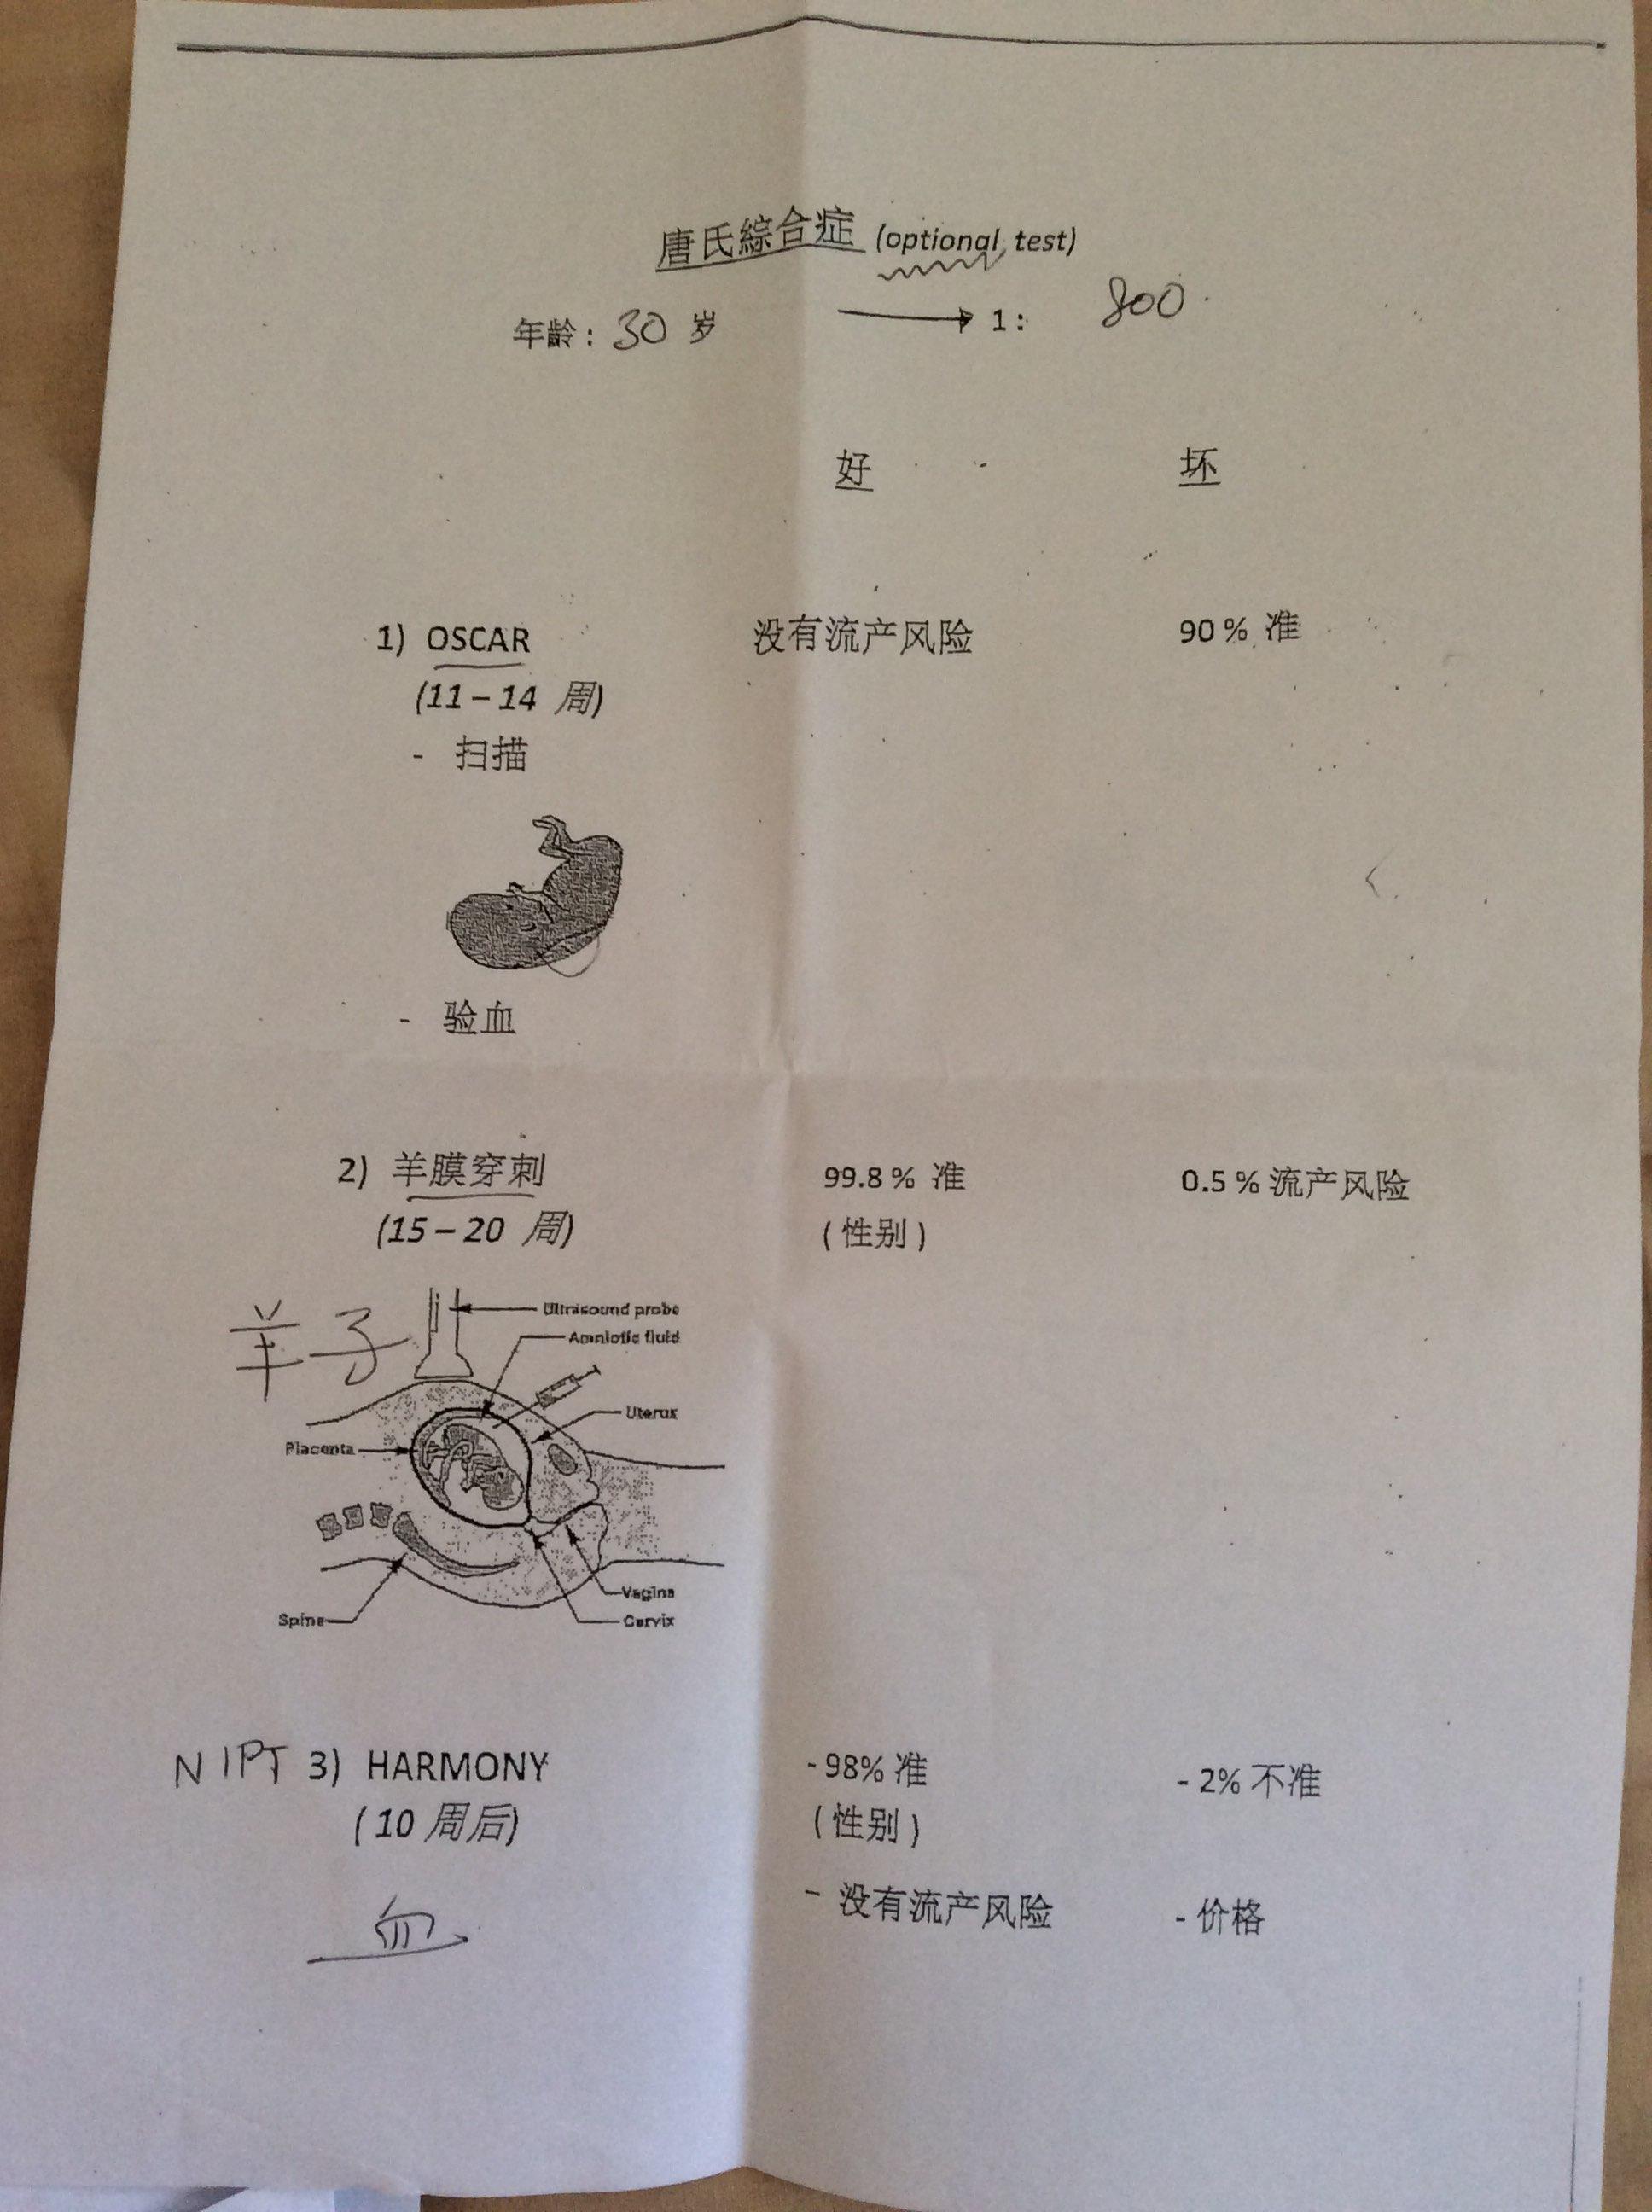 唐氏綜合症 (optional test)
年齡: 30 岁 → 1: 800
好 坏
1) OSCAR 没有流产风险 90% 准
(11 – 14 周)
- 扫描
- 验血
2) 羊膜穿刺 99.8% 准 0.5% 流产风险
(15 – 20 周) (性别)
羊子
Ultrasound probe
Amniotic fluid
Uterus
Placenta
Vagina
Spine
Cervix
NIPT 3) HARMONY - 98% 准 - 2% 不准
(10 周后) (性别)
- 没有流产风险 - 价格
血